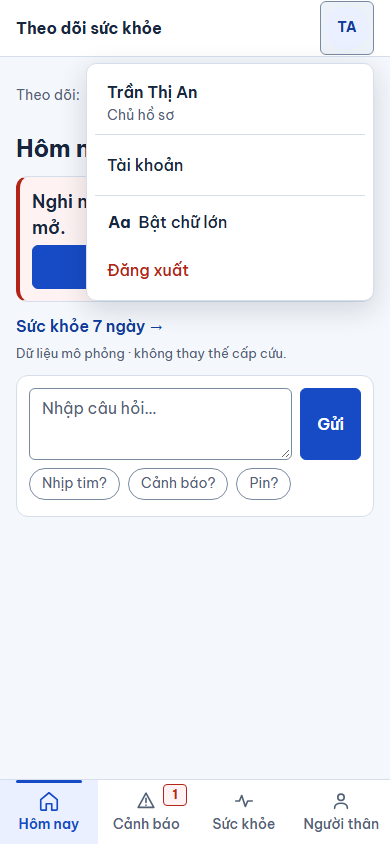 Theo dõi sức khỏe
TA
Theo dõi:
Trần Thị An
Chủ hồ sơ
Tài khoản
Aa Bật chữ lớn
Đăng xuất
Hôm
Nghi
mở.
Sức khỏe 7 ngày →
Dữ liệu mô phỏng · không thay thế cấp cứu.
Nhập câu hỏi...
Gửi
Nhịp tim?
Cảnh báo?
Pin?
1
Hôm nay
Cảnh báo
Sức khỏe
Người thân